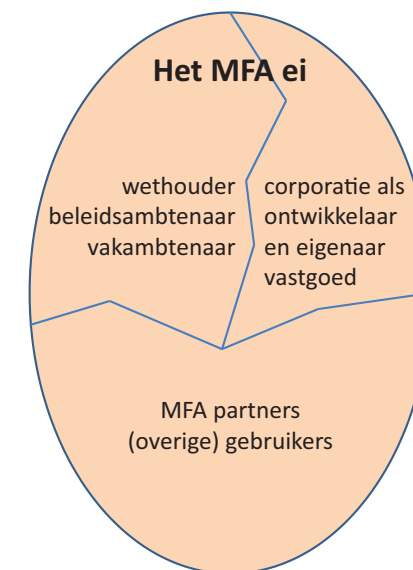 Het MFA ei
wethouder
beleidsambtenaar
vakambtenaar
corporatie als
ontwikkelaar
en eigenaar
vastgoed
MFA partners
(overige) gebruikers